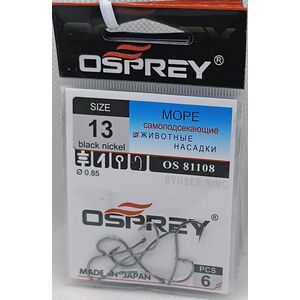 OSPREY
SIZE
13
black nickel
Ø 0.85
МОРЕ
самоподсекающие
ЖИВОТНЫЕ
НАСАДКИ
OS 81108
RYUSER-RING
OSPREY
MADE IN JAPAN
PCS
6